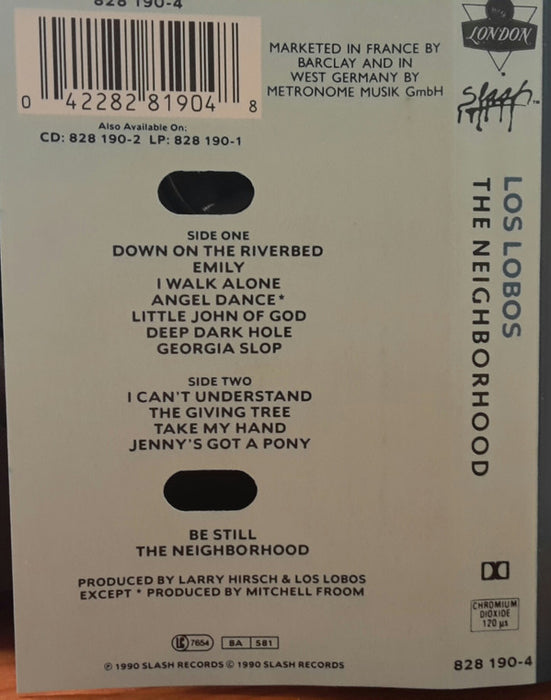 828 190-4
0 42282 81904 8
Also Available On:
CD: 828 190-2 LP: 828 190-1
MARKETED IN FRANCE BY
BARCLAY AND IN
WEST GERMANY BY
METRONOME MUSIK GmbH
SIDE ONE
DOWN ON THE RIVERBED
EMILY
I WALK ALONE
ANGEL DANCE*
LITTLE JOHN OF GOD
DEEP DARK HOLE
GEORGIA SLOP
SIDE TWO
I CAN'T UNDERSTAND
THE GIVING TREE
TAKE MY HAND
JENNY'S GOT A PONY
BE STILL
THE NEIGHBORHOOD
PRODUCED BY LARRY HIRSCH & LOS LOBOS
EXCEPT * PRODUCED BY MITCHELL FROOM
LC 7654 BA 581
℗ 1990 SLASH RECORDS © 1990 SLASH RECORDS
LONDON
Slash™
LOS LOBOS
THE NEIGHBORHOOD
CHROMIUM
DIOXIDE
120 µs
828 190-4